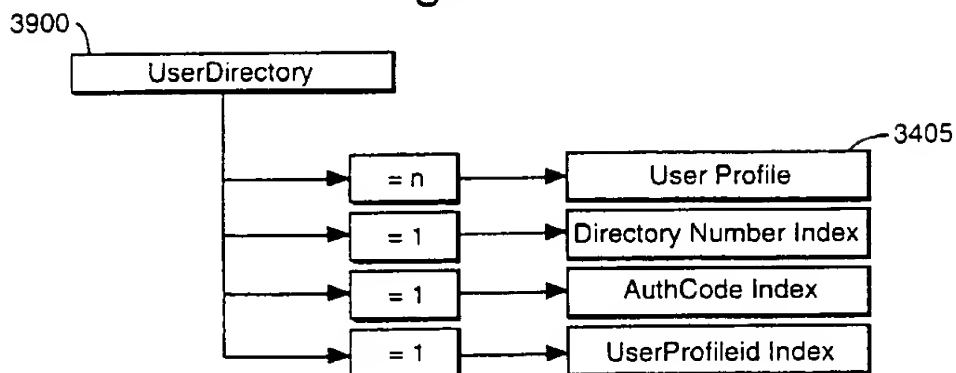 3900
UserDirectory
3405
= n
User Profile
= 1
Directory Number Index
= 1
AuthCode Index
= 1
UserProfileid Index